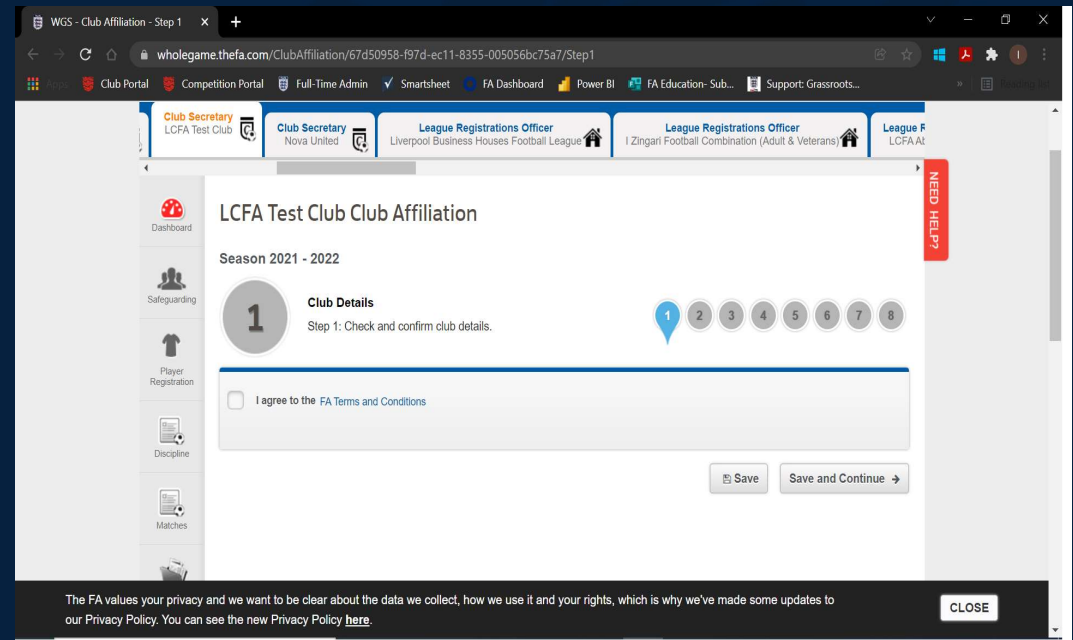 WGS - Club Affiliation - Step 1
wholegame.thefa.com/ClubAffiliation/67d50958-f97d-ec11-8355-005056bc75a7/Step1
Apps Club Portal Competition Portal Full-Time Admin Smartsheet FA Dashboard Power BI FA Education- Sub... Support: Grassroots... » Reading list
Club Secretary
LCFA Test Club
Club Secretary
Nova United
League Registrations Officer
Liverpool Business Houses Football League
League Registrations Officer
I Zingari Football Combination (Adult & Veterans)
League R
LCFA Ab
NEED HELP?
Dashboard
Safeguarding
Player
Registration
Discipline
Matches
LCFA Test Club Club Affiliation
Season 2021 - 2022
1
Club Details
Step 1: Check and confirm club details.
1 2 3 4 5 6 7 8
I agree to the FA Terms and Conditions
Save
Save and Continue
The FA values your privacy and we want to be clear about the data we collect, how we use it and your rights, which is why we've made some updates to
our Privacy Policy. You can see the new Privacy Policy here.
CLOSE